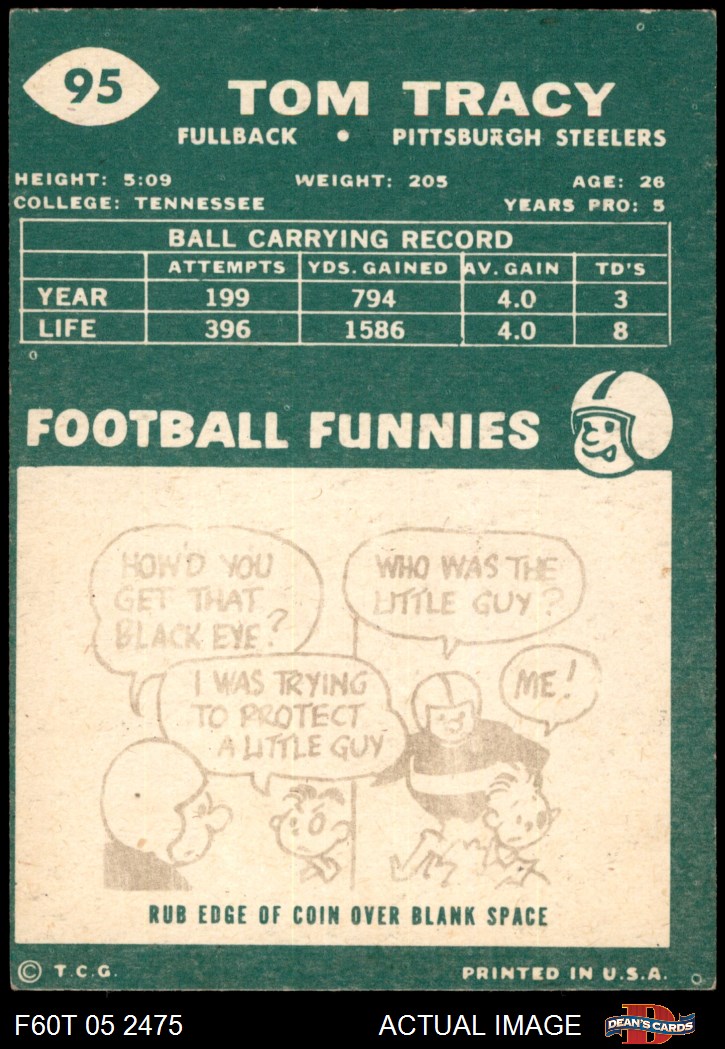 95
TOM TRACY
FULLBACK • PITTSBURGH STEELERS
HEIGHT: 5:09 WEIGHT: 205 AGE: 26
COLLEGE: TENNESSEE YEARS PRO: 5
BALL CARRYING RECORD
ATTEMPTS YDS. GAINED AV. GAIN TD'S
YEAR 199 794 4.0 3
LIFE 396 1586 4.0 8
FOOTBALL FUNNIES
HOW'D YOU
GET THAT
BLACK EYE?
I WAS TRYING
TO PROTECT
A LITTLE GUY
WHO WAS THE
LITTLE GUY?
ME!
RUB EDGE OF COIN OVER BLANK SPACE
© T.C.G. PRINTED IN U.S.A.
F60T 05 2475 ACTUAL IMAGE DEAN'S CARDS